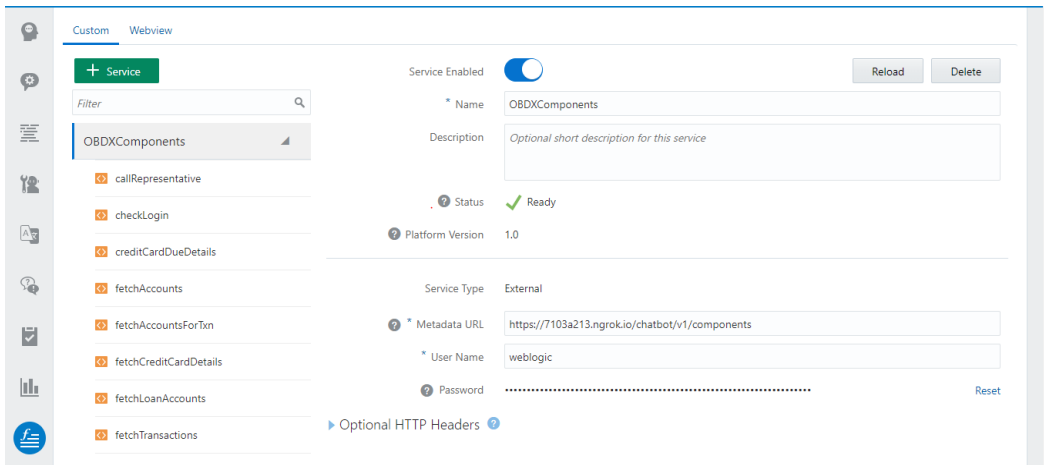 Custom Webview
+ Service
Filter
OBDXComponents
callRepresentative
checkLogin
creditCardDueDetails
fetchAccounts
fetchAccountsForTxn
fetchCreditCardDetails
fetchLoanAccounts
fetchTransactions
Service Enabled Reload Delete
* Name OBDXComponents
Description Optional short description for this service
? Status Ready
? Platform Version 1.0
Service Type External
? * Metadata URL https://7103a213.ngrok.io/chatbot/v1/components
* User Name weblogic
? Password Reset
Optional HTTP Headers ?